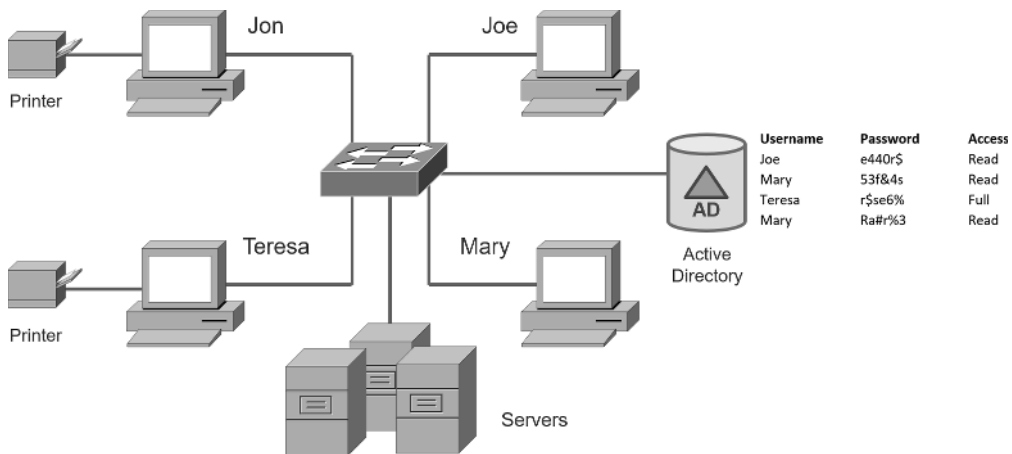 Jon
Joe
Printer
Username Password Access
Joe e440r$ Read
Mary 53f&4s Read
Teresa r$se6% Full
Mary Ra#r%3 Read
AD
Active
Directory
Teresa
Mary
Printer
Servers